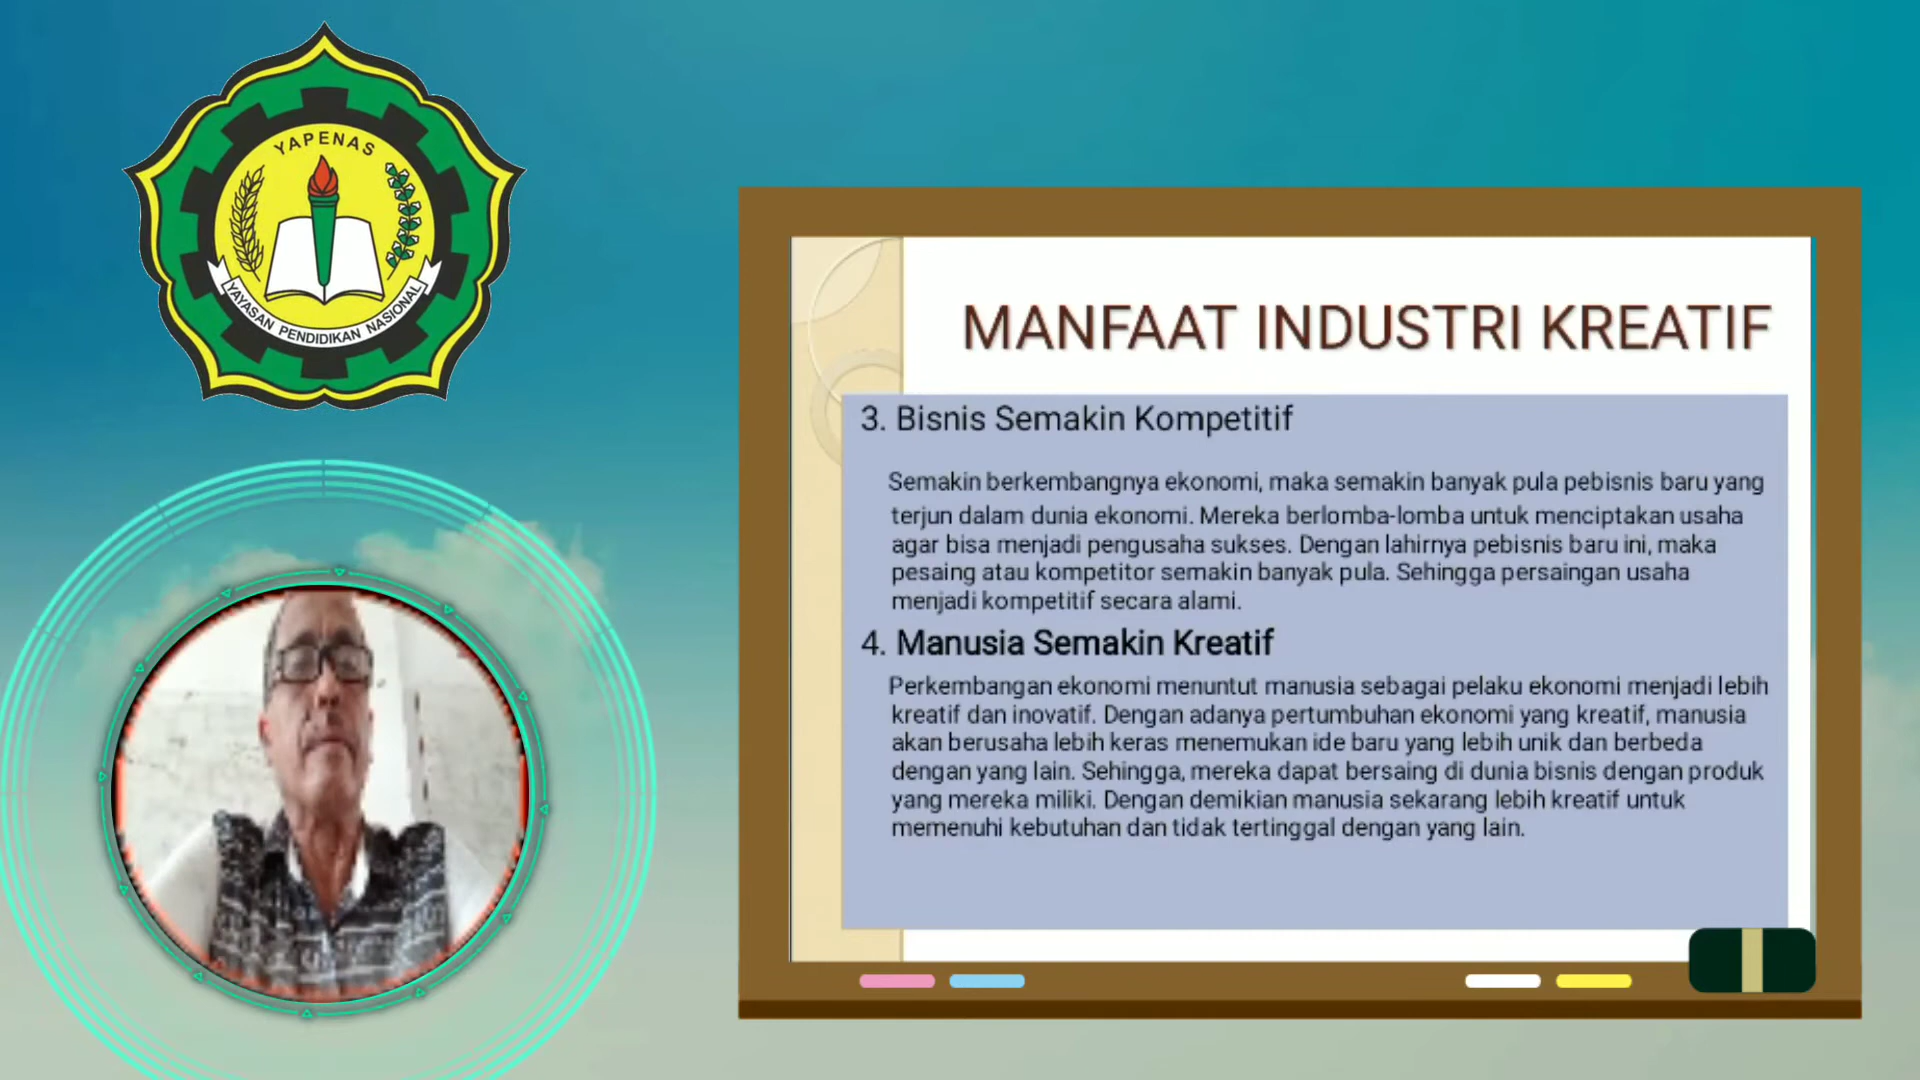 YAPENAS
YAYASAN PENDIDIKAN NASIONAL
MANFAAT INDUSTRI KREATIF
3. Bisnis Semakin Kompetitif
Semakin berkembangnya ekonomi, maka semakin banyak pula pebisnis baru yang
terjun dalam dunia ekonomi. Mereka berlomba-lomba untuk menciptakan usaha
agar bisa menjadi pengusaha sukses. Dengan lahirnya pebisnis baru ini, maka
pesaing atau kompetitor semakin banyak pula. Sehingga persaingan usaha
menjadi kompetitif secara alami.
4. Manusia Semakin Kreatif
Perkembangan ekonomi menuntut manusia sebagai pelaku ekonomi menjadi lebih
kreatif dan inovatif. Dengan adanya pertumbuhan ekonomi yang kreatif, manusia
akan berusaha lebih keras menemukan ide baru yang lebih unik dan berbeda
dengan yang lain. Sehingga, mereka dapat bersaing di dunia bisnis dengan produk
yang mereka miliki. Dengan demikian manusia sekarang lebih kreatif untuk
memenuhi kebutuhan dan tidak tertinggal dengan yang lain.